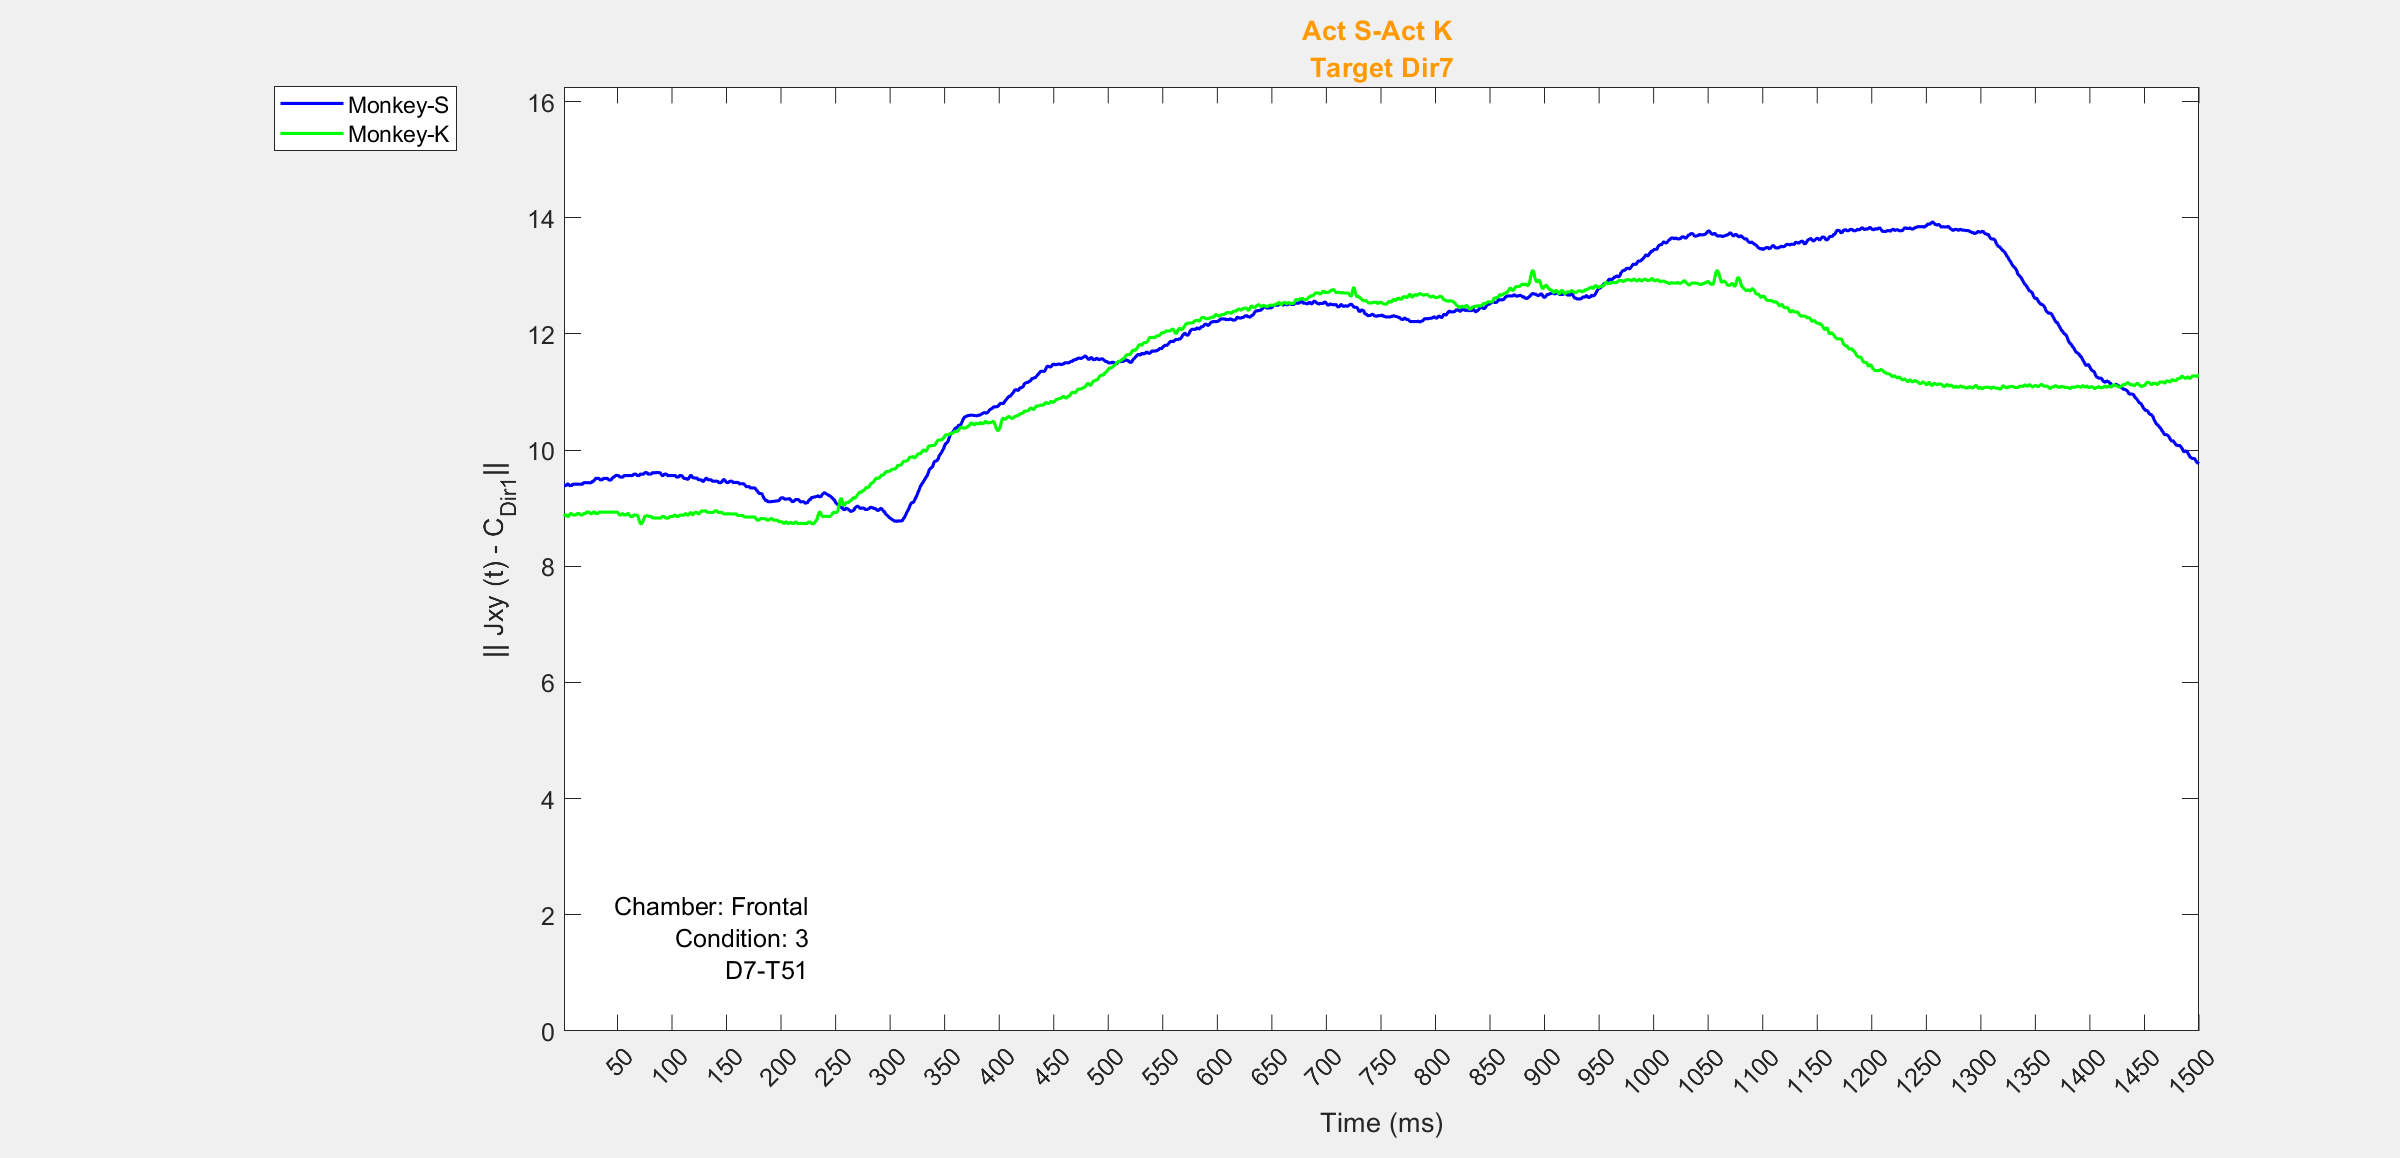 Act S-Act K
Target Dir7
Monkey-S
Monkey-K
16
14
12
10
8
6
4
2
0
|| Jxy (t) - C_Dir1 ||
Chamber: Frontal
Condition: 3
D7-T51
50 100 150 200 250 300 350 400 450 500 550 600 650 700 750 800 850 900 950 1000 1050 1100 1150 1200 1250 1300 1350 1400 1450 1500
Time (ms)